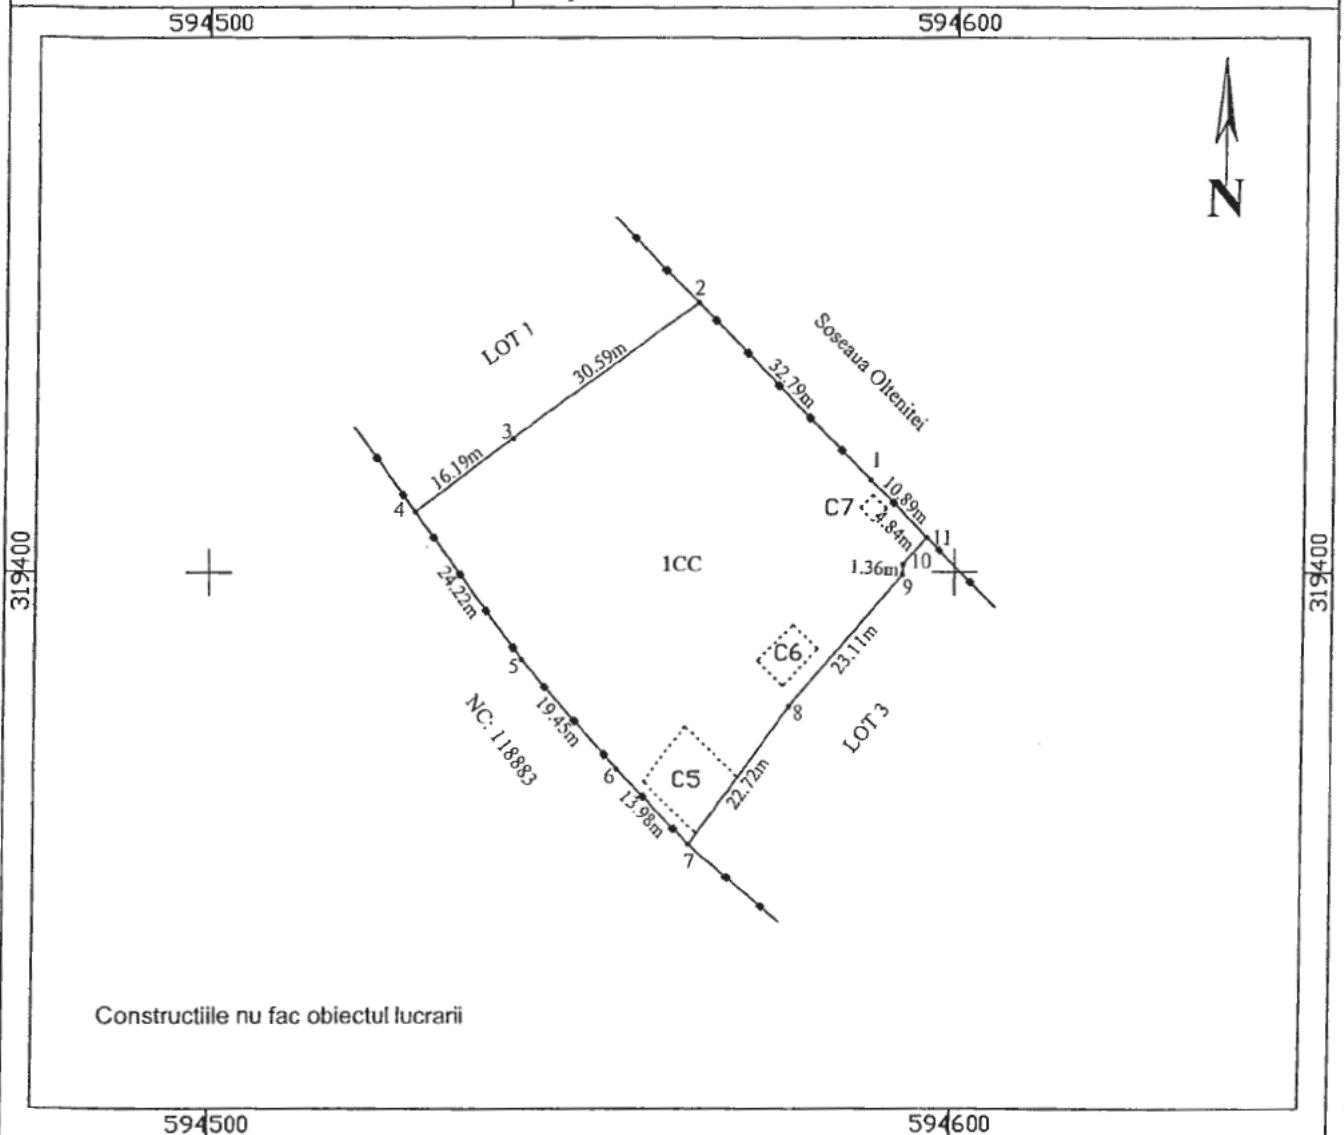 594500
594600
N
2
LOT 1
Soseaua Oltenitei
30.59m
32.79m
3
1
16.19m
10.89m
4
C7
4.84m
11
319400
1CC
1.36m
10
319400
9
24.22m
C6
23.11m
5
8
LOT 3
19.45m
NC: 118883
C5
6
22.72m
13.98m
7
Constructiile nu fac obiectul lucrarii
594500
594600